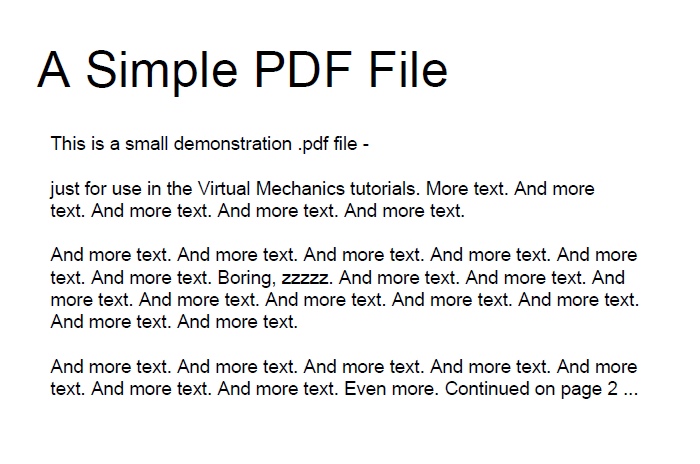 A Simple PDF File
This is a small demonstration .pdf file -
just for use in the Virtual Mechanics tutorials. More text. And more
text. And more text. And more text. And more text.
And more text. And more text. And more text. And more text. And more
text. And more text. Boring, zzzzz. And more text. And more text. And
more text. And more text. And more text. And more text. And more text.
And more text. And more text.
And more text. And more text. And more text. And more text. And more
text. And more text. And more text. Even more. Continued on page 2 ...